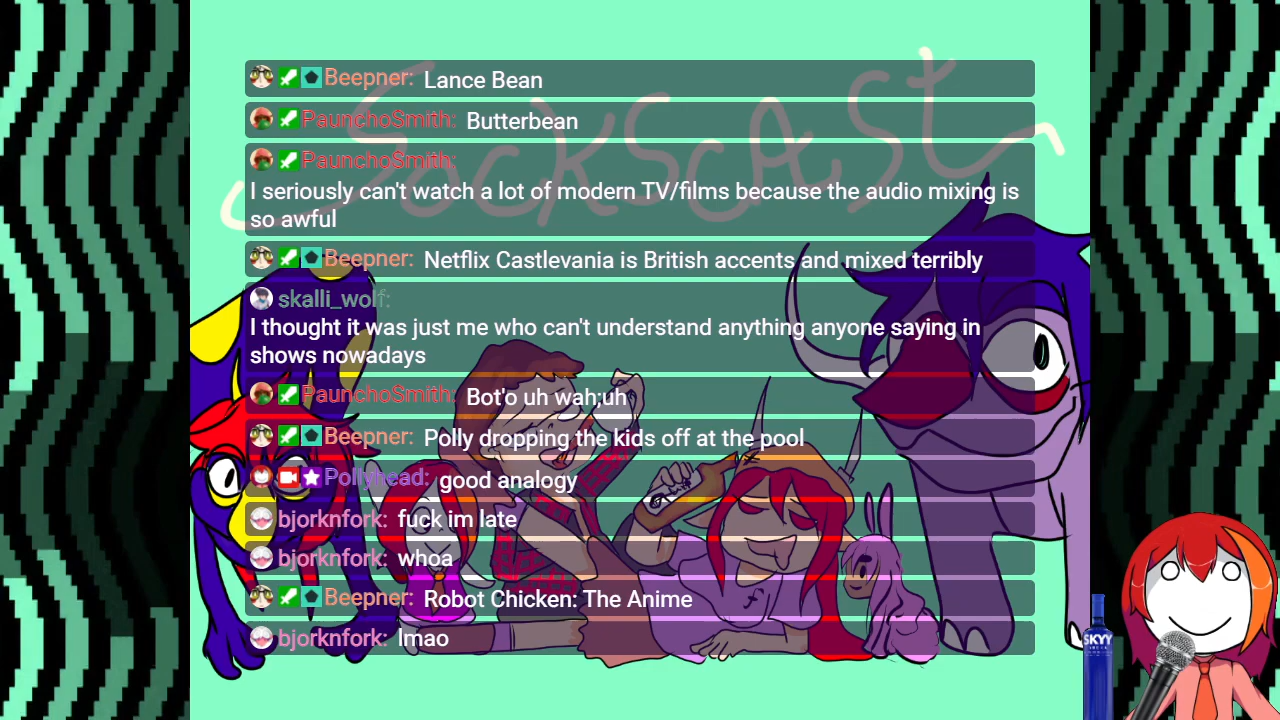 SocksCASt
Beepner: Lance Bean
PaunchoSmith: Butterbean
PaunchoSmith:
I seriously can't watch a lot of modern TV/films because the audio mixing is
so awful
Beepner: Netflix Castlevania is British accents and mixed terribly
skalli_wolf:
I thought it was just me who can't understand anything anyone saying in
shows nowadays
PaunchoSmith: Bot'o uh wah;uh
Beepner: Polly dropping the kids off at the pool
Pollyhead: good analogy
bjorknfork: fuck im late
bjorknfork: whoa
Beepner: Robot Chicken: The Anime
bjorknfork: lmao
SKYY